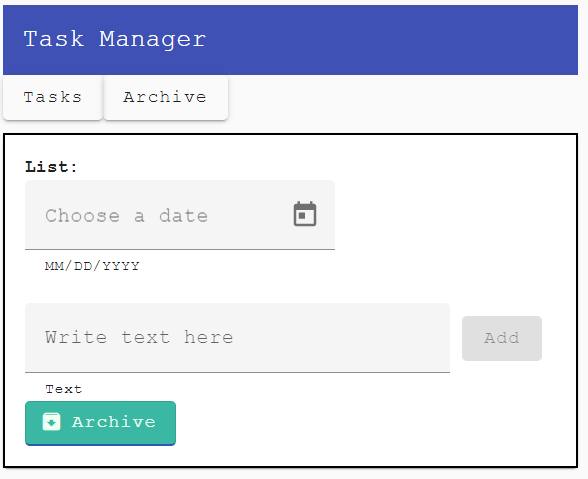 Task Manager
Tasks Archive
List:
Choose a date
MM/DD/YYYY
Write text here Add
Text
Archive